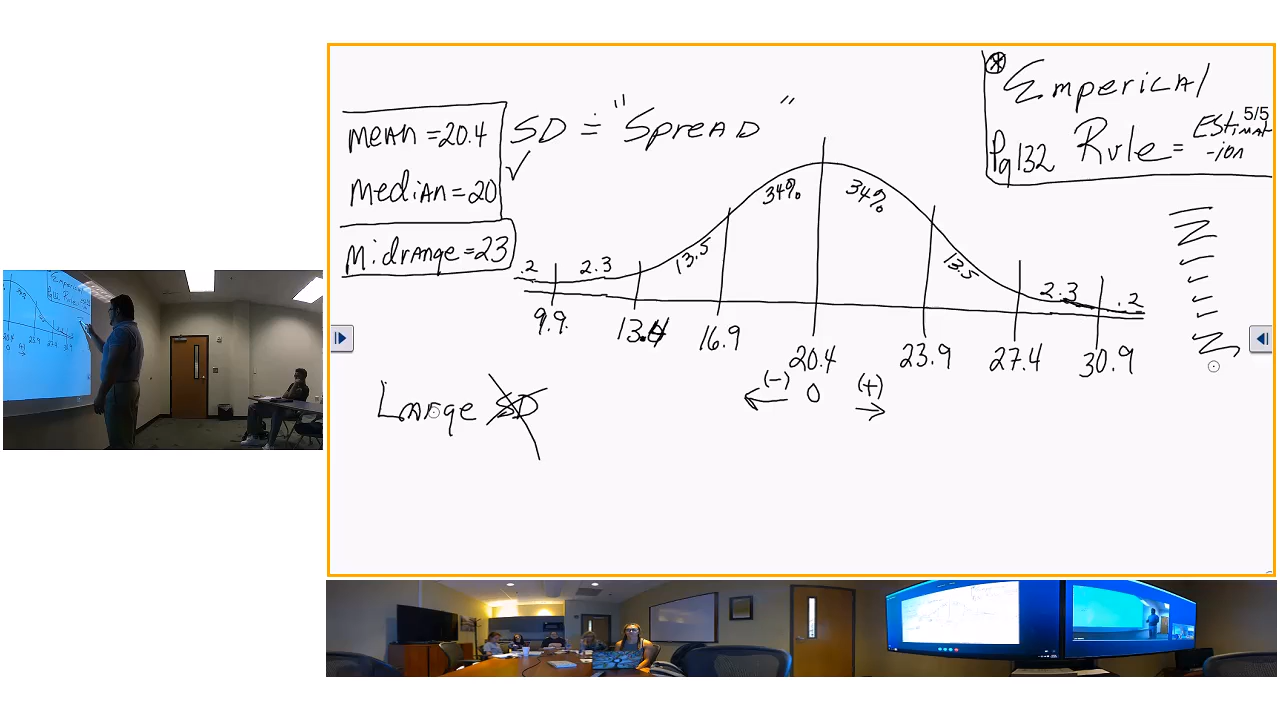 5/5
* Emperical
Pg 132 Rule = Estimat
-ion
SD ≐ "Spread"
Mean = 20.4
Median = 20
✓
Midrange = 23
34% 34%
13.5 13.5
.2 2.3 2.3 .2
9.9. 13.4 16.9 20.4 23.9 27.4 30.9
← (-) 0 (+) →
Large SD